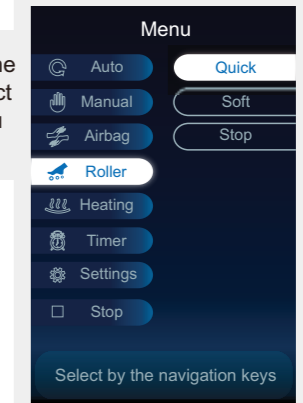 Menu
Auto
Quick
Manual
Soft
Airbag
Stop
Roller
Heating
Timer
Settings
Stop
Select by the navigation keys